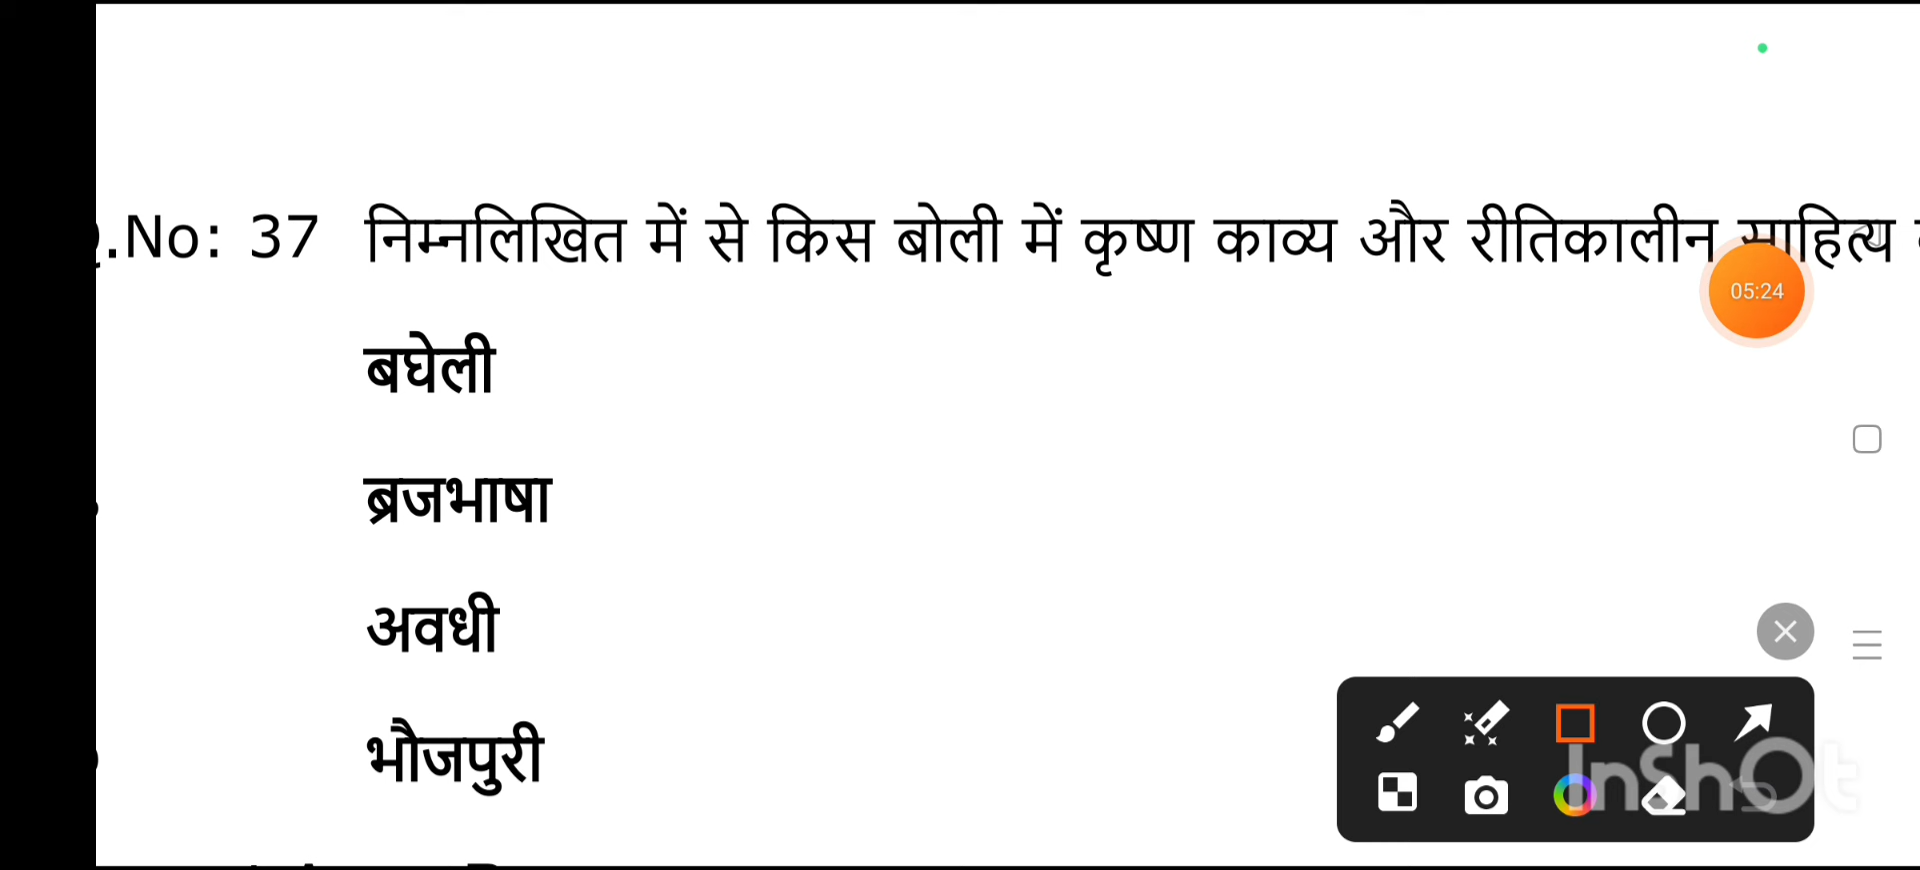 .No: 37 निम्नलिखित में से किस बोली में कृष्ण काव्य और रीतिकालीन साहित्य
05:24
बघेली
ब्रजभाषा
अवधी
भौजपुरी
InShOt